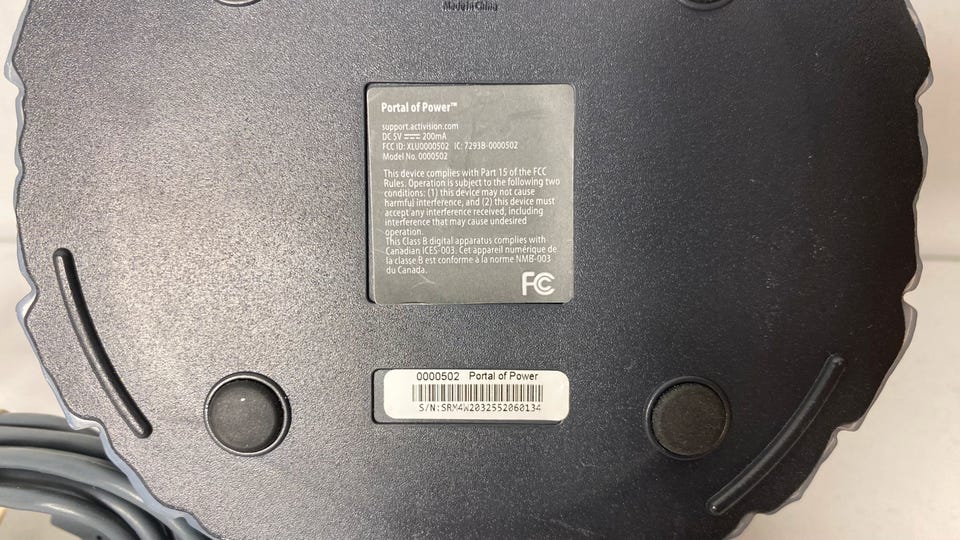 Made in China
Portal of Power™
support.activision.com
DC 5V ⎓ 200mA
FCC ID: XLU0000502 IC: 7293B-0000502
Model No. 0000502
This device complies with Part 15 of the FCC
Rules. Operation is subject to the following two
conditions: (1) this device may not cause
harmful interference, and (2) this device must
accept any interference received, including
interference that may cause undesired
operation.
This Class B digital apparatus complies with
Canadian ICES-003. Cet appareil numérique de
la classe B est conforme à la norme NMB-003
du Canada.
FC
0000502 Portal of Power
S/N:SRM4W2032552060134